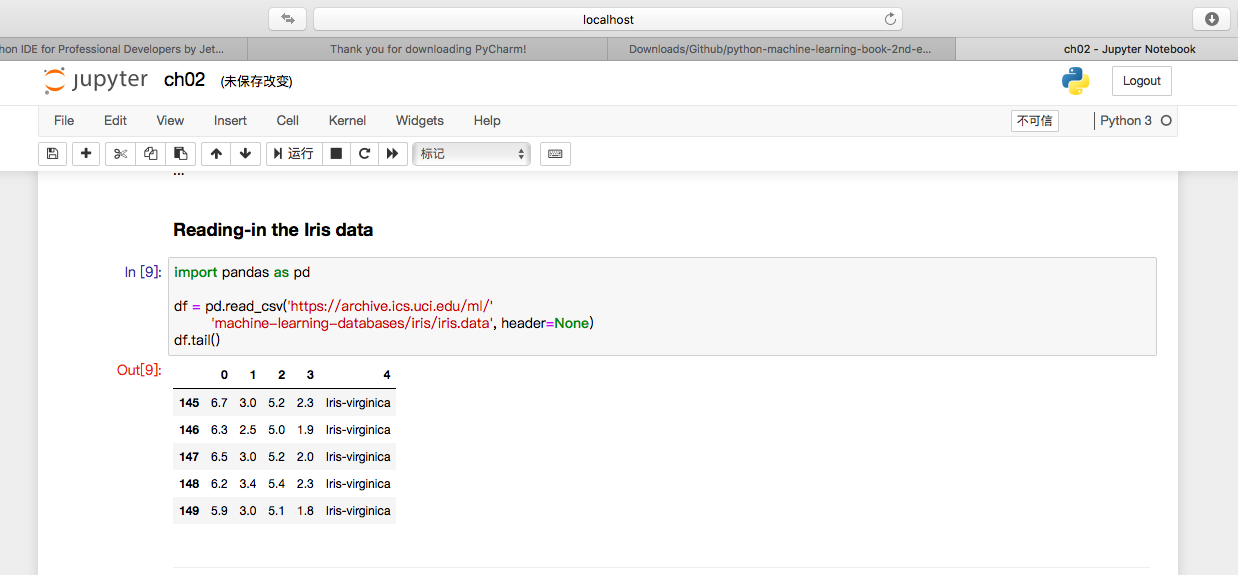 localhost
hon IDE for Professional Developers by Jet...
Thank you for downloading PyCharm!
Downloads/Github/python-machine-learning-book-2nd-e...
ch02 - Jupyter Notebook
jupyter ch02 (未保存改变)
Logout
File Edit View Insert Cell Kernel Widgets Help
不可信
Python 3
运行
标记
...
Reading-in the Iris data
In [9]:
import pandas as pd
df = pd.read_csv('https://archive.ics.uci.edu/ml/'
'machine-learning-databases/iris/iris.data', header=None)
df.tail()
Out[9]:
0 1 2 3 4
145 6.7 3.0 5.2 2.3 Iris-virginica
146 6.3 2.5 5.0 1.9 Iris-virginica
147 6.5 3.0 5.2 2.0 Iris-virginica
148 6.2 3.4 5.4 2.3 Iris-virginica
149 5.9 3.0 5.1 1.8 Iris-virginica